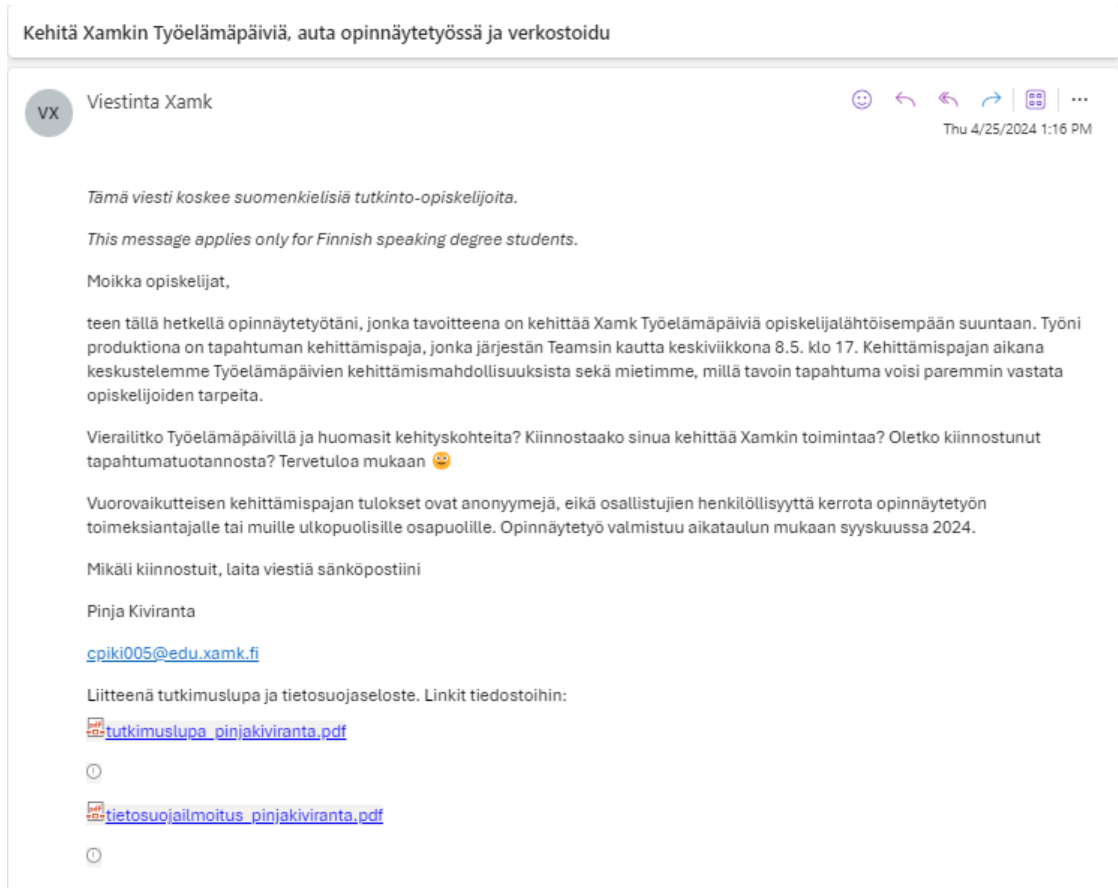 Kehitä Xamkin Työelämäpäiviä, auta opinnäytetyössä ja verkostoidu
VX
Viestinta Xamk
Thu 4/25/2024 1:16 PM
Tämä viesti koskee suomenkielisiä tutkinto-opiskelijoita.
This message applies only for Finnish speaking degree students.
Moikka opiskelijat,
teen tällä hetkellä opinnäytetyötäni, jonka tavoitteena on kehittää Xamk Työelämäpäiviä opiskelijalähtöisempään suuntaan. Työni
produktiona on tapahtuman kehittämispaja, jonka järjestän Teamsin kautta keskiviikkona 8.5. klo 17. Kehittämispajan aikana
keskustelemme Työelämäpäivien kehittämismahdollisuuksista sekä mietimme, millä tavoin tapahtuma voisi paremmin vastata
opiskelijoiden tarpeita.
Vierailitko Työelämäpäivillä ja huomasit kehityskohteita? Kiinnostaako sinua kehittää Xamkin toimintaa? Oletko kiinnostunut
tapahtumatuotannosta? Tervetuloa mukaan 🙂
Vuorovaikutteisen kehittämispajan tulokset ovat anonyymejä, eikä osallistujien henkilöllisyyttä kerrota opinnäytetyön
toimeksiantajalle tai muille ulkopuolisille osapuolille. Opinnäytetyö valmistuu aikataulun mukaan syyskuussa 2024.
Mikäli kiinnostuit, laita viestiä sänköpostiini
Pinja Kiviranta
cpiki005@edu.xamk.fi
Liitteenä tutkimuslupa ja tietosuojaseloste. Linkit tiedostoihin:
tutkimuslupa_pinjakiviranta.pdf
tietosuojailmoitus_pinjakiviranta.pdf